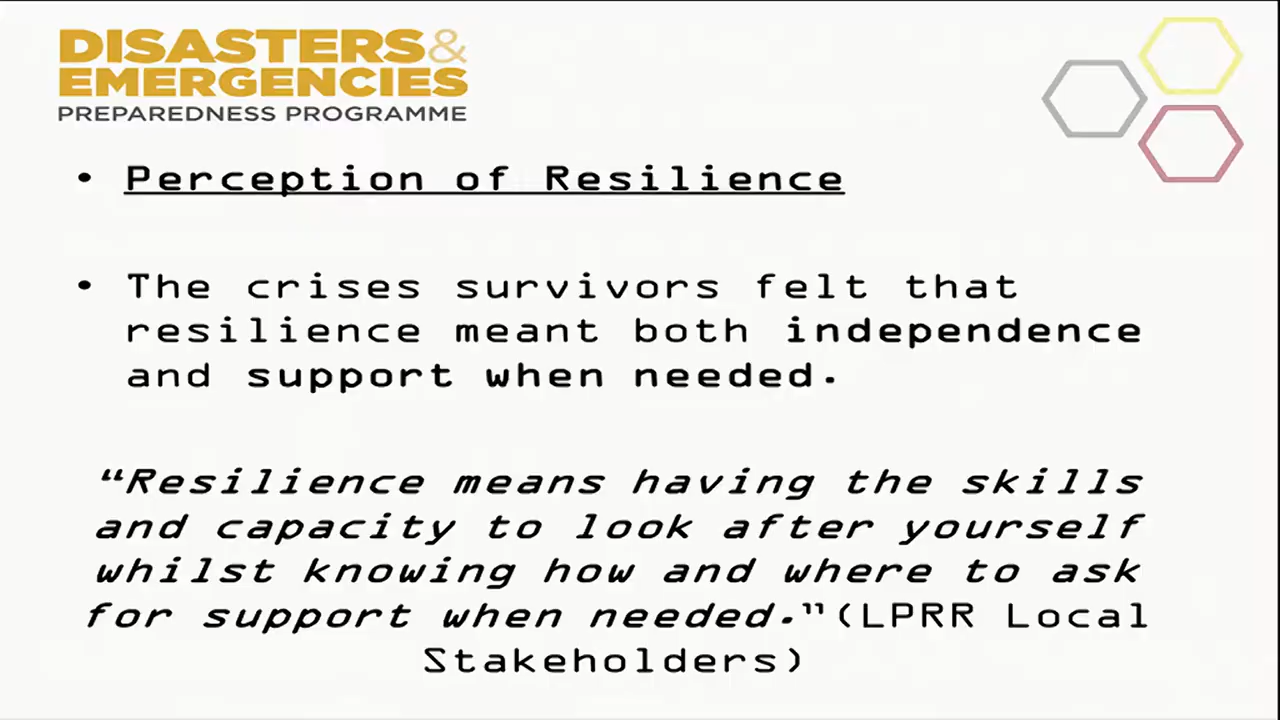 DISASTERS&
EMERGENCIES
PREPAREDNESS PROGRAMME
• Perception of Resilience
• The crises survivors felt that
resilience meant both independence
and support when needed.
“Resilience means having the skills
and capacity to look after yourself
whilst knowing how and where to ask
for support when needed."(LPRR Local
Stakeholders)